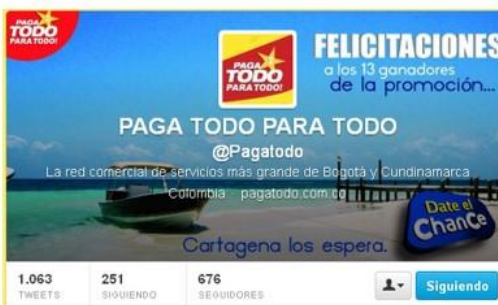 PAGA
TODO
PARA TODO!
PAGA
TODO
PARA TODO!
FELICITACIONES
a los 13 ganadores
de la promoción...
PAGA TODO PARA TODO
@Pagatodo
La red comercial de servicios más grande de Bogotá y Cundinamarca
Colombia · pagatodo.com.co
Date el
Chance
Cartagena los espera.
1.063 251 676
TWEETS SIGUIENDO SEGUIDORES
Siguiendo